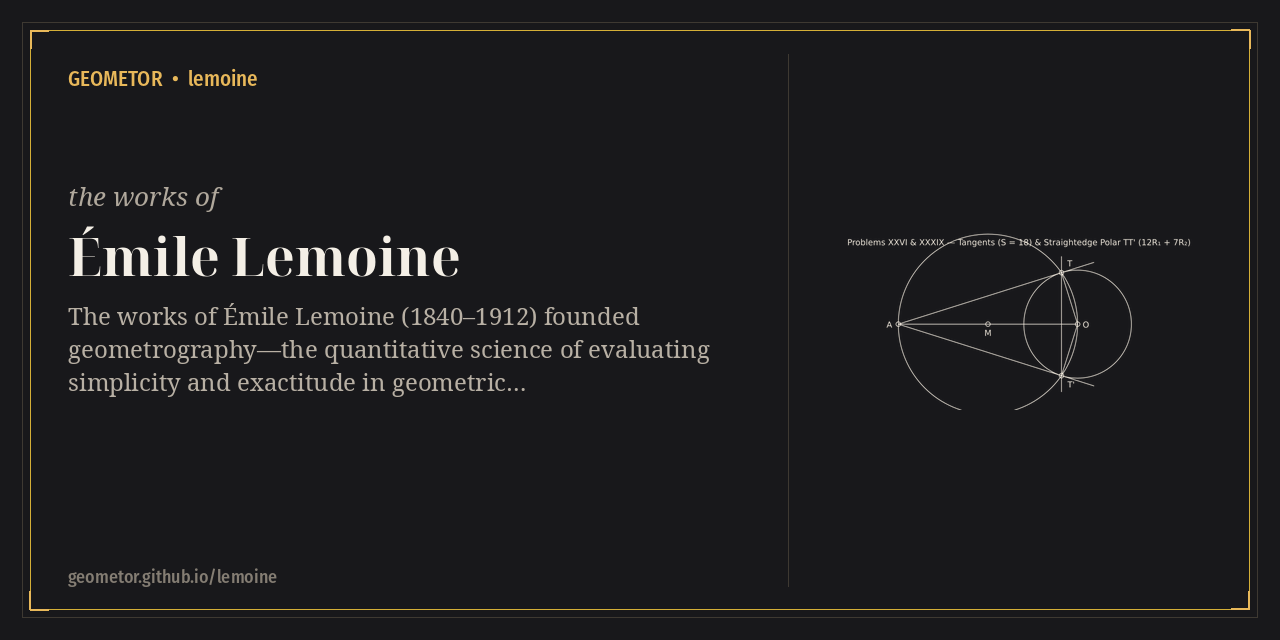 GEOMETOR • lemoine
the works of
Émile Lemoine
The works of Émile Lemoine (1840–1912) founded
geometrography—the quantitative science of evaluating
simplicity and exactitude in geometric...
geometor.github.io/lemoine
Problems XXVI & XXXIX — Tangents (S = 18) & Straightedge Polar TT' (12R₁ + 7R₂)
T
A
M
O
T'